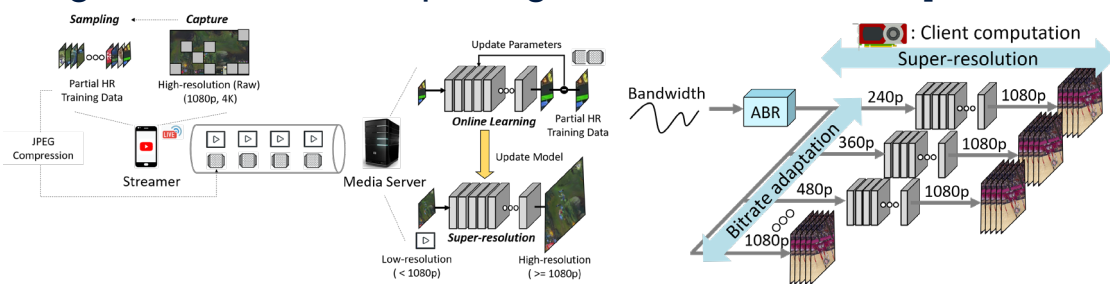 Sampling
Capture
Partial HR
Training Data
High-resolution (Raw)
(1080p, 4K)
JPEG
Compression
LIVE
Streamer
Media Server
Update Parameters
Online Learning
Partial HR
Training Data
Update Model
Super-resolution
Low-resolution
( < 1080p)
High-resolution
( >= 1080p)
: Client computation
Super-resolution
Bandwidth
ABR
Bitrate adaptation
240p
1080p
360p
1080p
480p
1080p
1080p